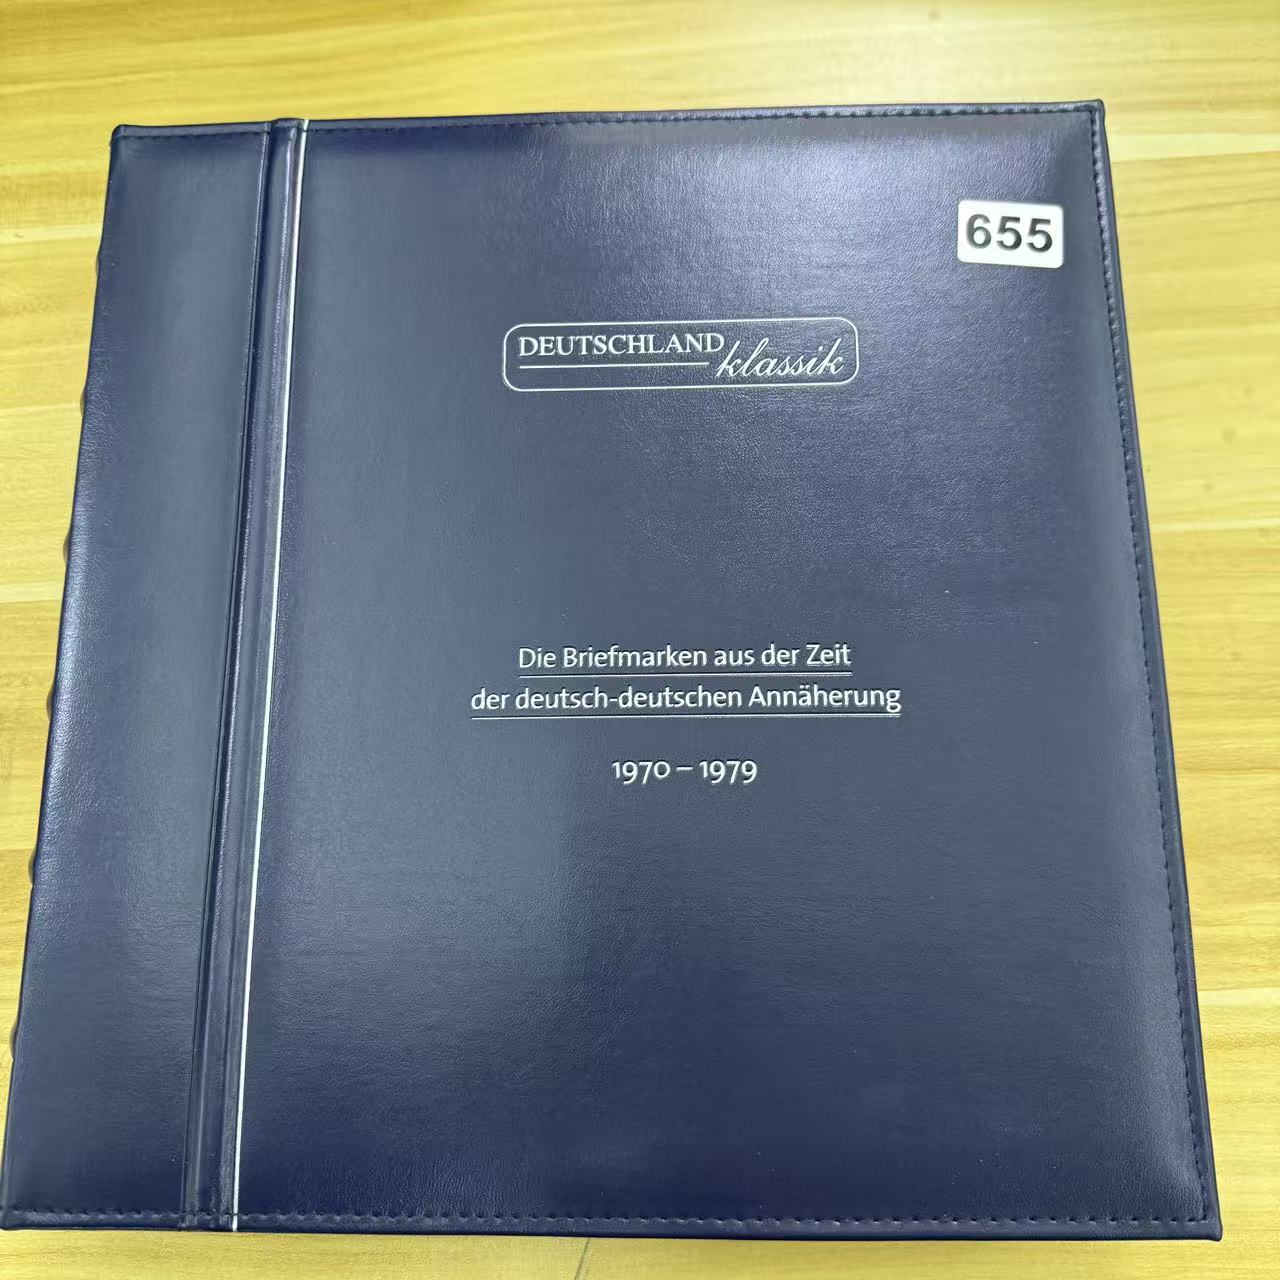 655
DEUTSCHLAND
klassik
Die Briefmarken aus der Zeit
der deutsch-deutschen Annäherung
1970 – 1979